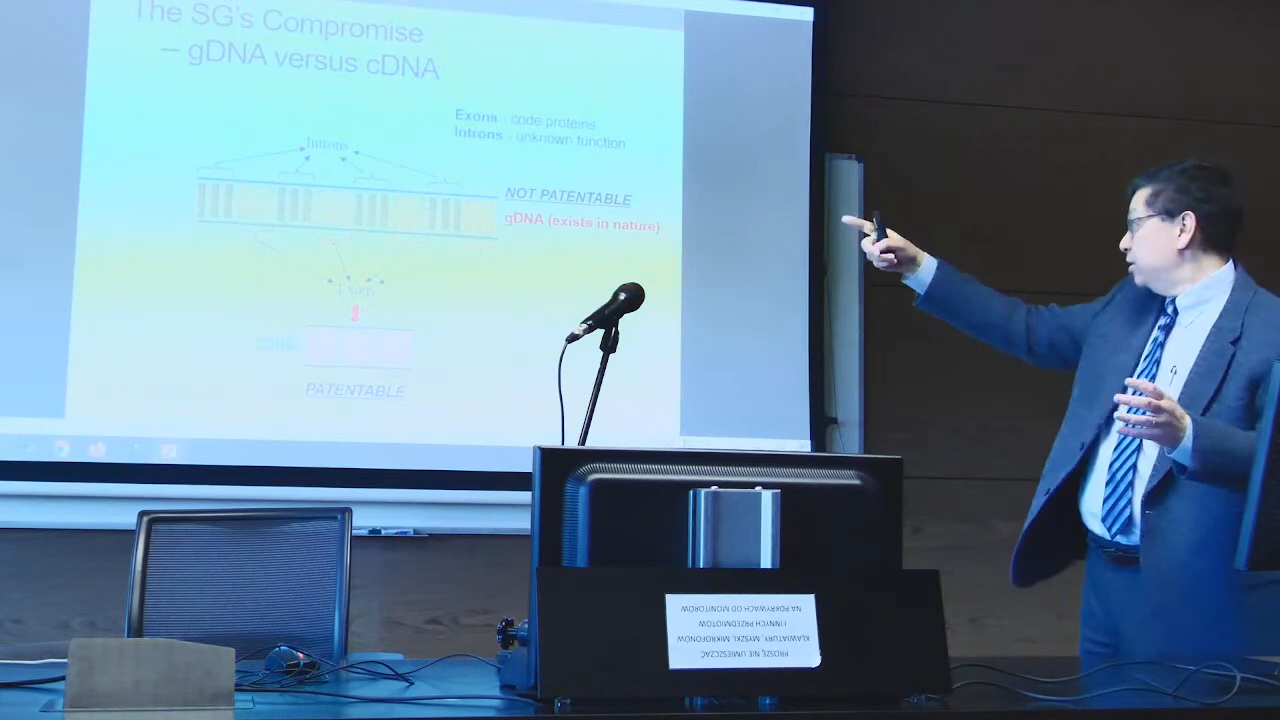 The SG's Compromise
– gDNA versus cDNA
Exons - code proteins
Introns - unknown function
Introns
NOT PATENTABLE
gDNA (exists in nature)
Exons
PATENTABLE
PROSZĘ NIE UMIESZCZAĆ
KLAWIATURY, MYSZKI, MIKROFONÓW
I INNYCH PRZEDMIOTÓW
NA POKRYWACH OD MONITORÓW